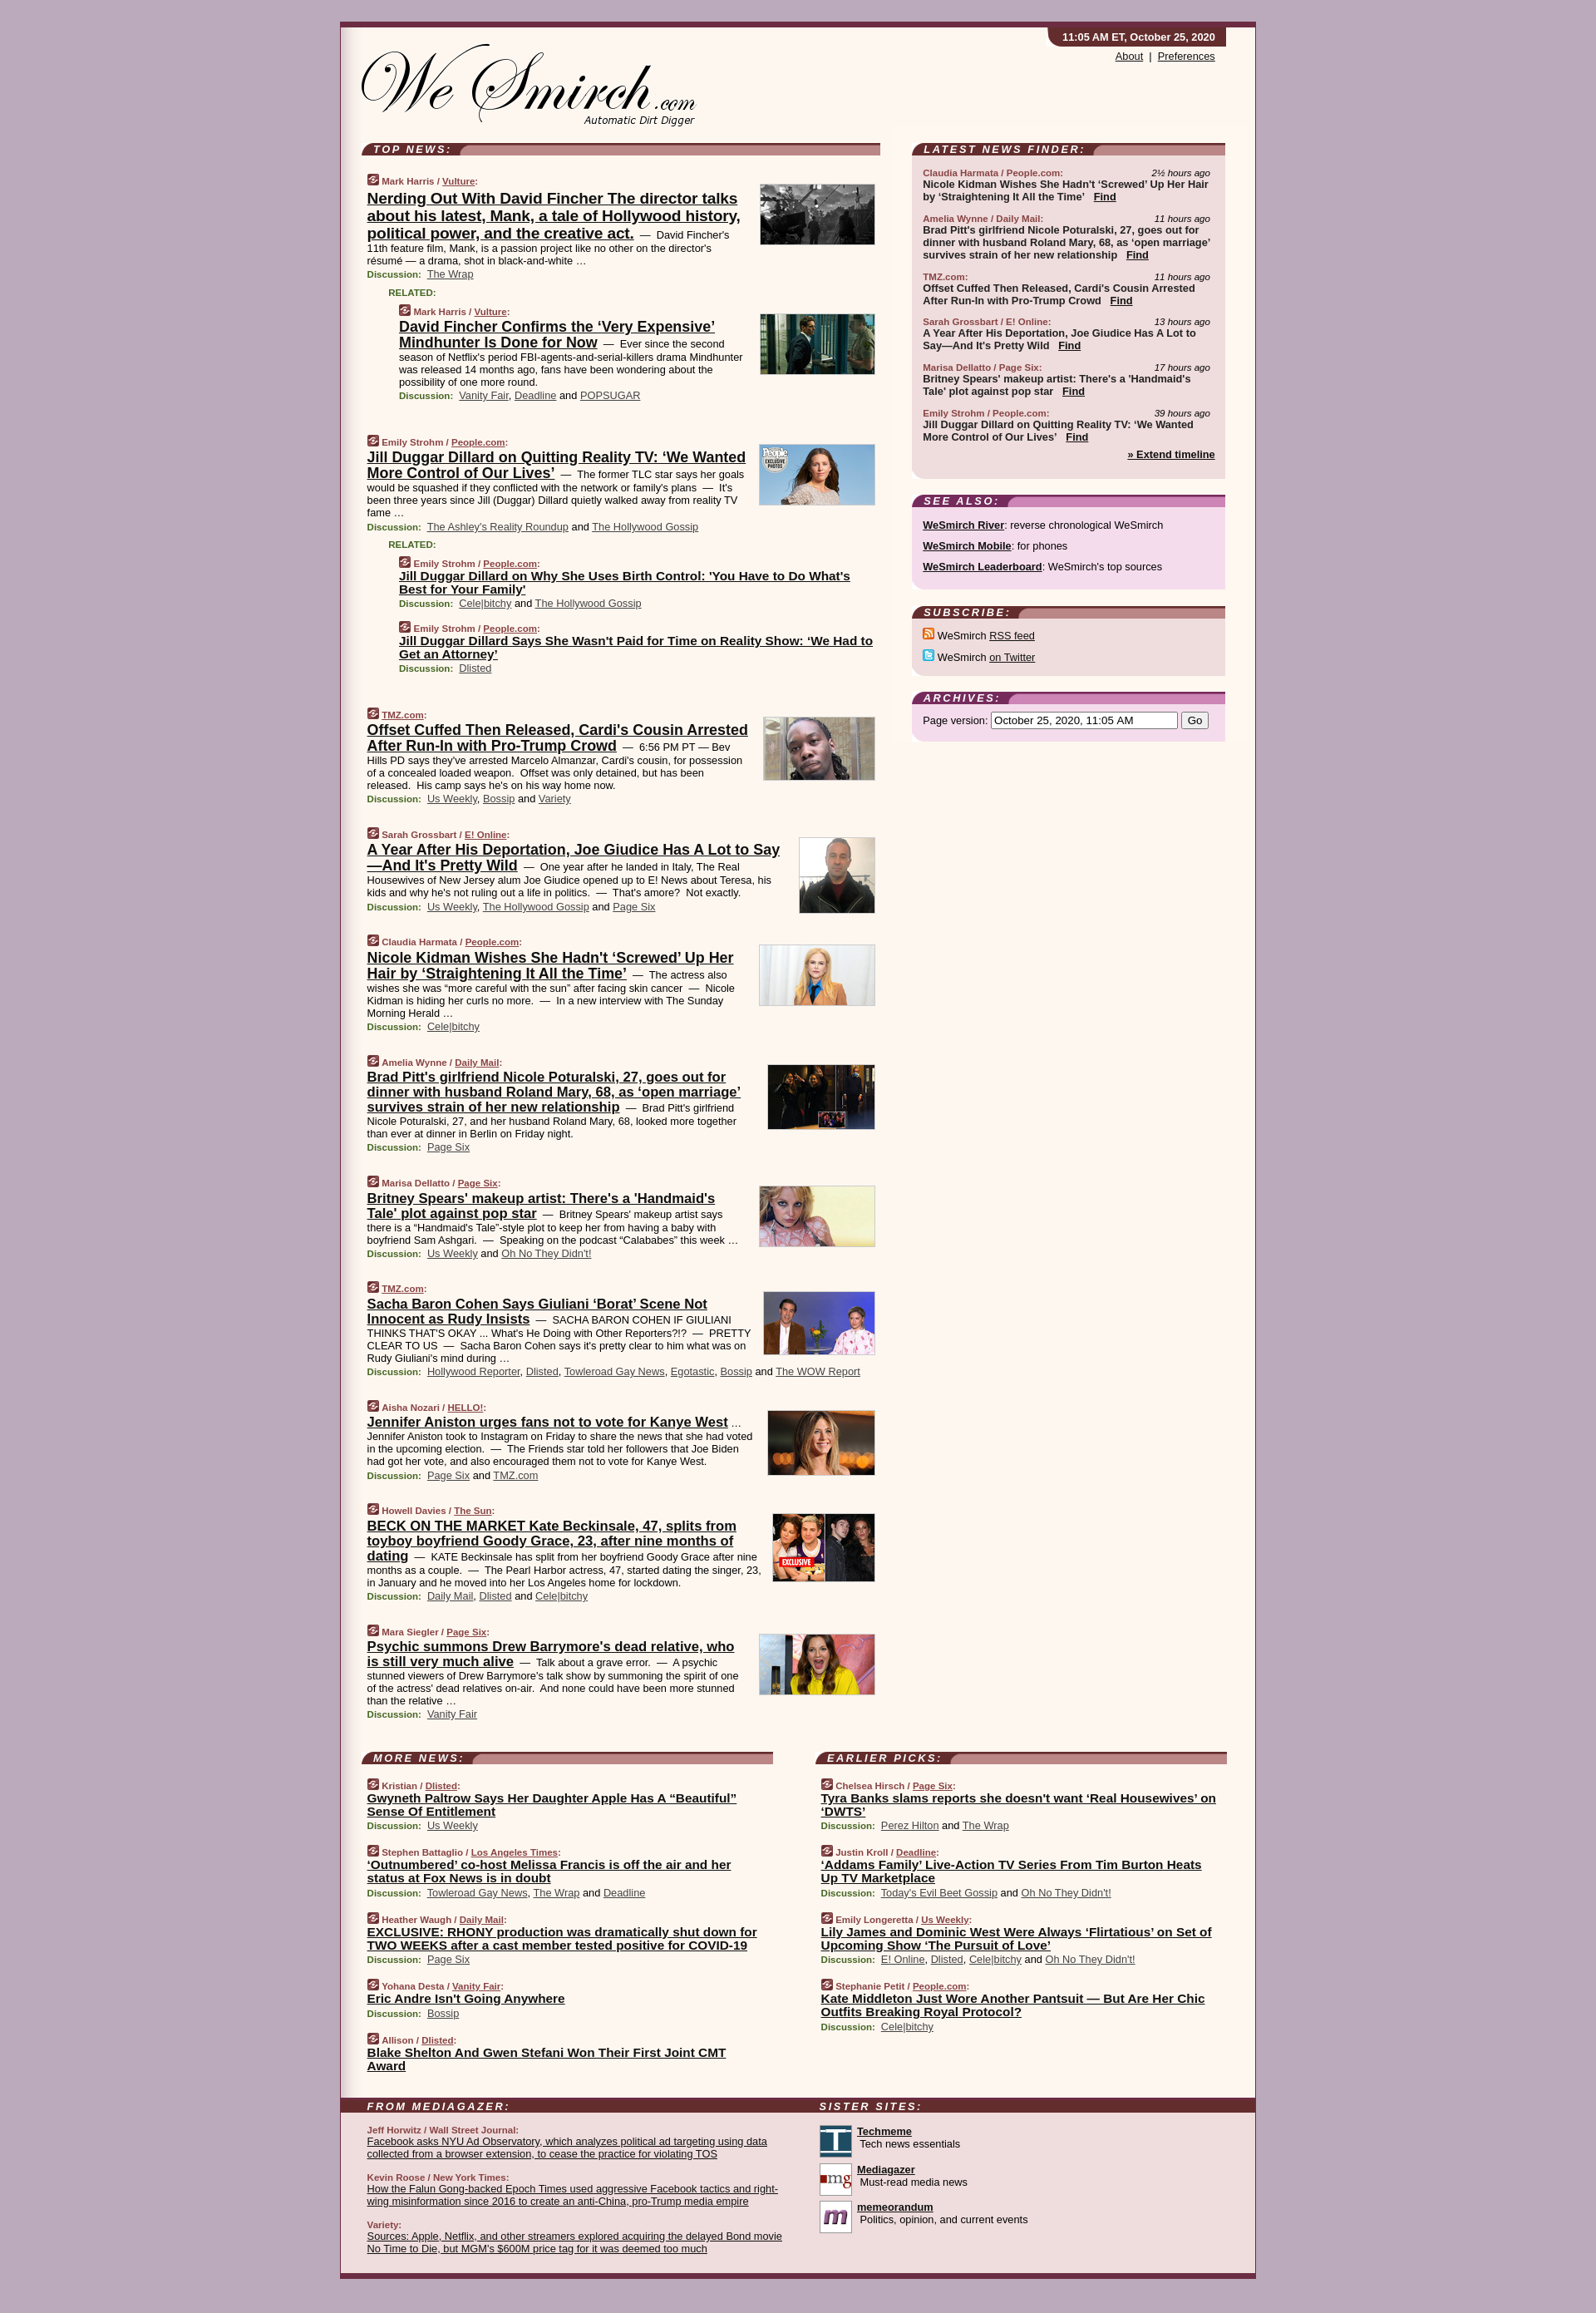 11:05 AM ET, October 25, 2020
About | Preferences
We Smirch .com
Automatic Dirt Digger
TOP NEWS:
Mark Harris / Vulture:
Nerding Out With David Fincher The director talks
about his latest, Mank, a tale of Hollywood history,
political power, and the creative act. — David Fincher's
11th feature film, Mank, is a passion project like no other on the director's
résumé — a drama, shot in black-and-white …
Discussion: The Wrap
RELATED:
Mark Harris / Vulture:
David Fincher Confirms the ‘Very Expensive’
Mindhunter Is Done for Now — Ever since the second
season of Netflix's period FBI-agents-and-serial-killers drama Mindhunter
was released 14 months ago, fans have been wondering about the
possibility of one more round.
Discussion: Vanity Fair, Deadline and POPSUGAR
Emily Strohm / People.com:
Jill Duggar Dillard on Quitting Reality TV: ‘We Wanted
More Control of Our Lives’ — The former TLC star says her goals
would be squashed if they conflicted with the network or family's plans — It's
been three years since Jill (Duggar) Dillard quietly walked away from reality TV
fame …
Discussion: The Ashley's Reality Roundup and The Hollywood Gossip
People
EXCLUSIVE
PHOTOS
RELATED:
Emily Strohm / People.com:
Jill Duggar Dillard on Why She Uses Birth Control: 'You Have to Do What's
Best for Your Family'
Discussion: Cele|bitchy and The Hollywood Gossip
Emily Strohm / People.com:
Jill Duggar Dillard Says She Wasn't Paid for Time on Reality Show: ‘We Had to
Get an Attorney’
Discussion: Dlisted
TMZ.com:
Offset Cuffed Then Released, Cardi's Cousin Arrested
After Run-In with Pro-Trump Crowd — 6:56 PM PT — Bev
Hills PD says they've arrested Marcelo Almanzar, Cardi's cousin, for possession
of a concealed loaded weapon. Offset was only detained, but has been
released. His camp says he's on his way home now.
Discussion: Us Weekly, Bossip and Variety
Sarah Grossbart / E! Online:
A Year After His Deportation, Joe Giudice Has A Lot to Say
—And It's Pretty Wild — One year after he landed in Italy, The Real
Housewives of New Jersey alum Joe Giudice opened up to E! News about Teresa, his
kids and why he's not ruling out a life in politics. — That's amore? Not exactly.
Discussion: Us Weekly, The Hollywood Gossip and Page Six
Claudia Harmata / People.com:
Nicole Kidman Wishes She Hadn't ‘Screwed’ Up Her
Hair by ‘Straightening It All the Time’ — The actress also
wishes she was “more careful with the sun” after facing skin cancer — Nicole
Kidman is hiding her curls no more. — In a new interview with The Sunday
Morning Herald …
Discussion: Cele|bitchy
Amelia Wynne / Daily Mail:
Brad Pitt's girlfriend Nicole Poturalski, 27, goes out for
dinner with husband Roland Mary, 68, as ‘open marriage’
survives strain of her new relationship — Brad Pitt's girlfriend
Nicole Poturalski, 27, and her husband Roland Mary, 68, looked more together
than ever at dinner in Berlin on Friday night.
Discussion: Page Six
Marisa Dellatto / Page Six:
Britney Spears' makeup artist: There's a 'Handmaid's
Tale' plot against pop star — Britney Spears' makeup artist says
there is a “Handmaid's Tale”-style plot to keep her from having a baby with
boyfriend Sam Ashgari. — Speaking on the podcast “Calababes” this week …
Discussion: Us Weekly and Oh No They Didn't!
TMZ.com:
Sacha Baron Cohen Says Giuliani ‘Borat’ Scene Not
Innocent as Rudy Insists — SACHA BARON COHEN IF GIULIANI
THINKS THAT'S OKAY ... What's He Doing with Other Reporters?!? — PRETTY
CLEAR TO US — Sacha Baron Cohen says it's pretty clear to him what was on
Rudy Giuliani's mind during …
Discussion: Hollywood Reporter, Dlisted, Towleroad Gay News, Egotastic, Bossip and The WOW Report
Aisha Nozari / HELLO!:
Jennifer Aniston urges fans not to vote for Kanye West …
Jennifer Aniston took to Instagram on Friday to share the news that she had voted
in the upcoming election. — The Friends star told her followers that Joe Biden
had got her vote, and also encouraged them not to vote for Kanye West.
Discussion: Page Six and TMZ.com
Howell Davies / The Sun:
BECK ON THE MARKET Kate Beckinsale, 47, splits from
toyboy boyfriend Goody Grace, 23, after nine months of
dating — KATE Beckinsale has split from her boyfriend Goody Grace after nine
months as a couple. — The Pearl Harbor actress, 47, started dating the singer, 23,
in January and he moved into her Los Angeles home for lockdown.
Discussion: Daily Mail, Dlisted and Cele|bitchy
EXCLUSIVE
Mara Siegler / Page Six:
Psychic summons Drew Barrymore's dead relative, who
is still very much alive — Talk about a grave error. — A psychic
stunned viewers of Drew Barrymore's talk show by summoning the spirit of one
of the actress' dead relatives on-air. And none could have been more stunned
than the relative …
Discussion: Vanity Fair
LATEST NEWS FINDER:
Claudia Harmata / People.com: 2½ hours ago
Nicole Kidman Wishes She Hadn't ‘Screwed’ Up Her Hair
by ‘Straightening It All the Time’ Find
Amelia Wynne / Daily Mail: 11 hours ago
Brad Pitt's girlfriend Nicole Poturalski, 27, goes out for
dinner with husband Roland Mary, 68, as ‘open marriage’
survives strain of her new relationship Find
TMZ.com: 11 hours ago
Offset Cuffed Then Released, Cardi's Cousin Arrested
After Run-In with Pro-Trump Crowd Find
Sarah Grossbart / E! Online: 13 hours ago
A Year After His Deportation, Joe Giudice Has A Lot to
Say—And It's Pretty Wild Find
Marisa Dellatto / Page Six: 17 hours ago
Britney Spears' makeup artist: There's a 'Handmaid's
Tale' plot against pop star Find
Emily Strohm / People.com: 39 hours ago
Jill Duggar Dillard on Quitting Reality TV: ‘We Wanted
More Control of Our Lives’ Find
» Extend timeline
SEE ALSO:
WeSmirch River: reverse chronological WeSmirch
WeSmirch Mobile: for phones
WeSmirch Leaderboard: WeSmirch's top sources
SUBSCRIBE:
WeSmirch RSS feed
WeSmirch on Twitter
ARCHIVES:
Page version: October 25, 2020, 11:05 AM Go
MORE NEWS:
Kristian / Dlisted:
Gwyneth Paltrow Says Her Daughter Apple Has A “Beautiful”
Sense Of Entitlement
Discussion: Us Weekly
Stephen Battaglio / Los Angeles Times:
‘Outnumbered’ co-host Melissa Francis is off the air and her
status at Fox News is in doubt
Discussion: Towleroad Gay News, The Wrap and Deadline
Heather Waugh / Daily Mail:
EXCLUSIVE: RHONY production was dramatically shut down for
TWO WEEKS after a cast member tested positive for COVID-19
Discussion: Page Six
Yohana Desta / Vanity Fair:
Eric Andre Isn't Going Anywhere
Discussion: Bossip
Allison / Dlisted:
Blake Shelton And Gwen Stefani Won Their First Joint CMT
Award
EARLIER PICKS:
Chelsea Hirsch / Page Six:
Tyra Banks slams reports she doesn't want ‘Real Housewives’ on
‘DWTS’
Discussion: Perez Hilton and The Wrap
Justin Kroll / Deadline:
‘Addams Family’ Live-Action TV Series From Tim Burton Heats
Up TV Marketplace
Discussion: Today's Evil Beet Gossip and Oh No They Didn't!
Emily Longeretta / Us Weekly:
Lily James and Dominic West Were Always ‘Flirtatious’ on Set of
Upcoming Show ‘The Pursuit of Love’
Discussion: E! Online, Dlisted, Cele|bitchy and Oh No They Didn't!
Stephanie Petit / People.com:
Kate Middleton Just Wore Another Pantsuit — But Are Her Chic
Outfits Breaking Royal Protocol?
Discussion: Cele|bitchy
FROM MEDIAGAZER:
Jeff Horwitz / Wall Street Journal:
Facebook asks NYU Ad Observatory, which analyzes political ad targeting using data
collected from a browser extension, to cease the practice for violating TOS
Kevin Roose / New York Times:
How the Falun Gong-backed Epoch Times used aggressive Facebook tactics and right-
wing misinformation since 2016 to create an anti-China, pro-Trump media empire
Variety:
Sources: Apple, Netflix, and other streamers explored acquiring the delayed Bond movie
No Time to Die, but MGM's $600M price tag for it was deemed too much
SISTER SITES:
T
Techmeme
Tech news essentials
mg
Mediagazer
Must-read media news
m
memeorandum
Politics, opinion, and current events